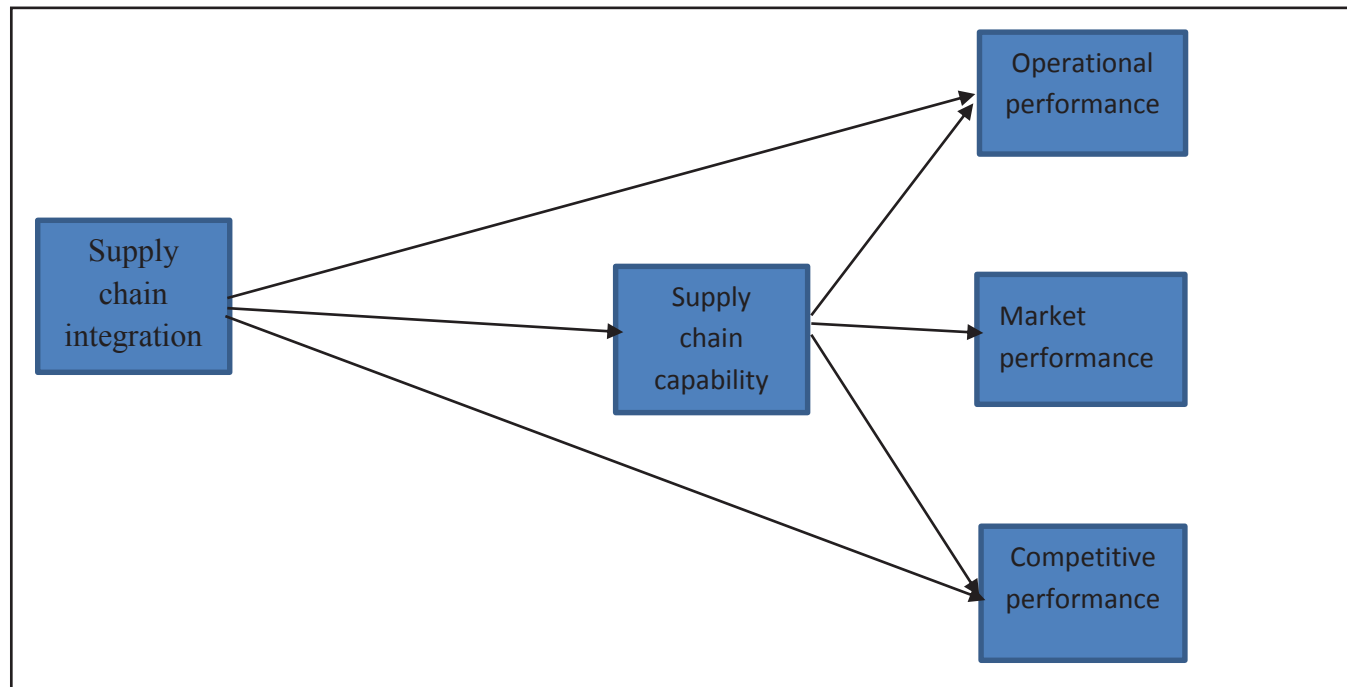 Operational
performance
Supply
chain
integration
Supply
chain
capability
Market
performance
Competitive
performance